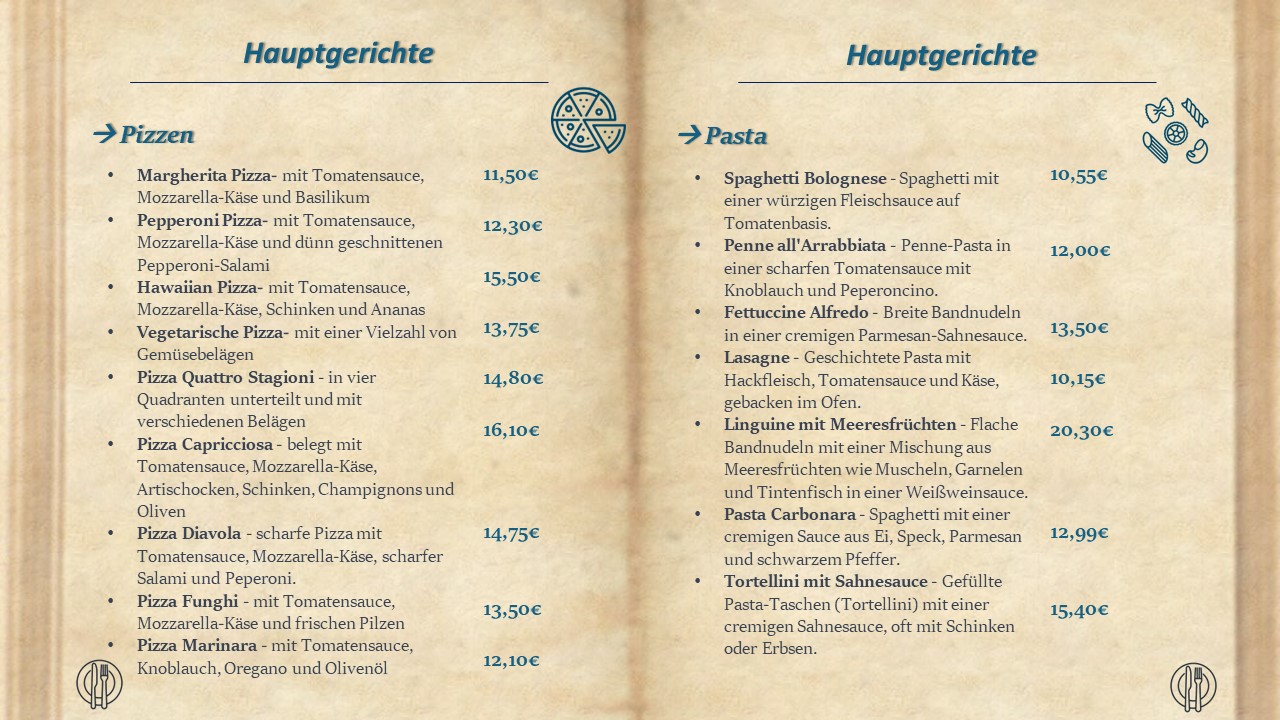 Hauptgerichte
→ Pizzen
• Margherita Pizza- mit Tomatensauce, 11,50€
Mozzarella-Käse und Basilikum
• Pepperoni Pizza- mit Tomatensauce, 12,30€
Mozzarella-Käse und dünn geschnittenen
Pepperoni-Salami 15,50€
• Hawaiian Pizza- mit Tomatensauce,
Mozzarella-Käse, Schinken und Ananas
• Vegetarische Pizza- mit einer Vielzahl von 13,75€
Gemüsebelägen
• Pizza Quattro Stagioni - in vier 14,80€
Quadranten unterteilt und mit
verschiedenen Belägen 16,10€
• Pizza Capricciosa - belegt mit
Tomatensauce, Mozzarella-Käse,
Artischocken, Schinken, Champignons und
Oliven
• Pizza Diavola - scharfe Pizza mit 14,75€
Tomatensauce, Mozzarella-Käse, scharfer
Salami und Peperoni.
• Pizza Funghi - mit Tomatensauce, 13,50€
Mozzarella-Käse und frischen Pilzen
• Pizza Marinara - mit Tomatensauce, 12,10€
Knoblauch, Oregano und Olivenöl
Hauptgerichte
→ Pasta
• Spaghetti Bolognese - Spaghetti mit 10,55€
einer würzigen Fleischsauce auf
Tomatenbasis.
• Penne all'Arrabbiata - Penne-Pasta in 12,00€
einer scharfen Tomatensauce mit
Knoblauch und Peperoncino.
• Fettuccine Alfredo - Breite Bandnudeln 13,50€
in einer cremigen Parmesan-Sahnesauce.
• Lasagne - Geschichtete Pasta mit
Hackfleisch, Tomatensauce und Käse, 10,15€
gebacken im Ofen.
• Linguine mit Meeresfrüchten - Flache 20,30€
Bandnudeln mit einer Mischung aus
Meeresfrüchten wie Muscheln, Garnelen
und Tintenfisch in einer Weißweinsauce.
• Pasta Carbonara - Spaghetti mit einer
cremigen Sauce aus Ei, Speck, Parmesan 12,99€
und schwarzem Pfeffer.
• Tortellini mit Sahnesauce - Gefüllte
Pasta-Taschen (Tortellini) mit einer 15,40€
cremigen Sahnesauce, oft mit Schinken
oder Erbsen.